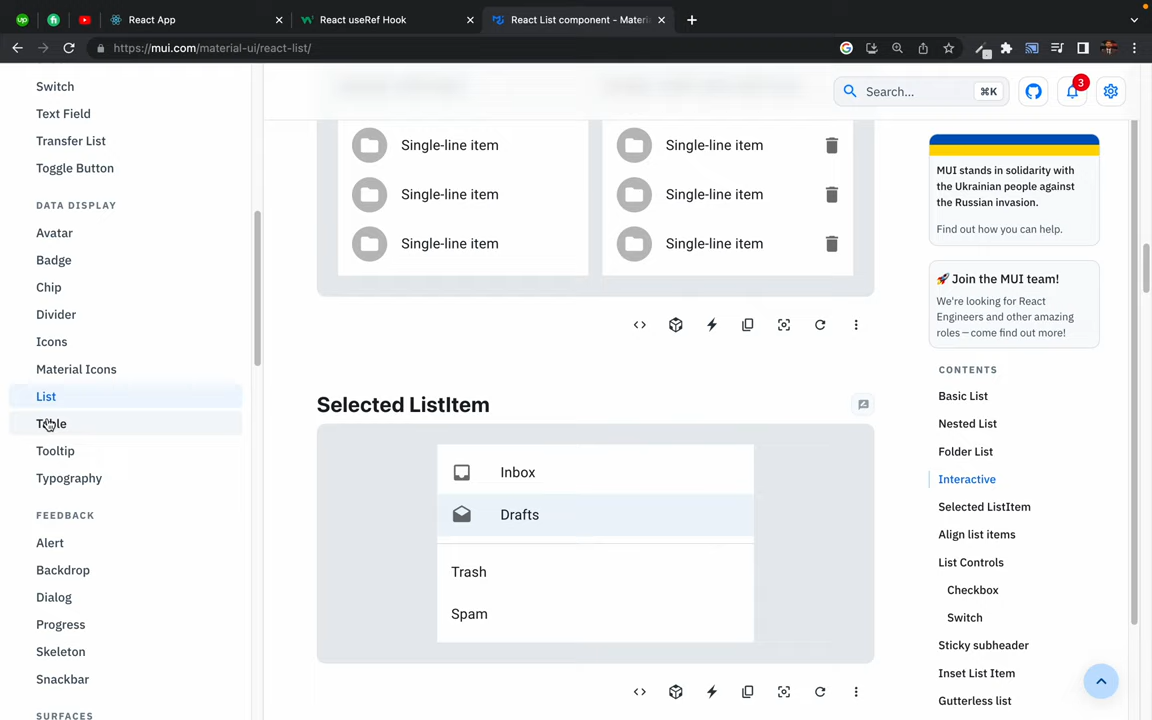 up
fi
React App
React useRef Hook
React List component - Materi
https://mui.com/material-ui/react-list/
Search...
⌘K
3
Switch
Text Field
Transfer List
Toggle Button
DATA DISPLAY
Avatar
Badge
Chip
Divider
Icons
Material Icons
List
Table
Tooltip
Typography
FEEDBACK
Alert
Backdrop
Dialog
Progress
Skeleton
Snackbar
SURFACES
Single-line item
Single-line item
Single-line item
Single-line item
Single-line item
Single-line item
Selected ListItem
Inbox
Drafts
Trash
Spam
MUI stands in solidarity with
the Ukrainian people against
the Russian invasion.
Find out how you can help.
🚀 Join the MUI team!
We're looking for React
Engineers and other amazing
roles — come find out more!
CONTENTS
Basic List
Nested List
Folder List
Interactive
Selected ListItem
Align list items
List Controls
Checkbox
Switch
Sticky subheader
Inset List Item
Gutterless list